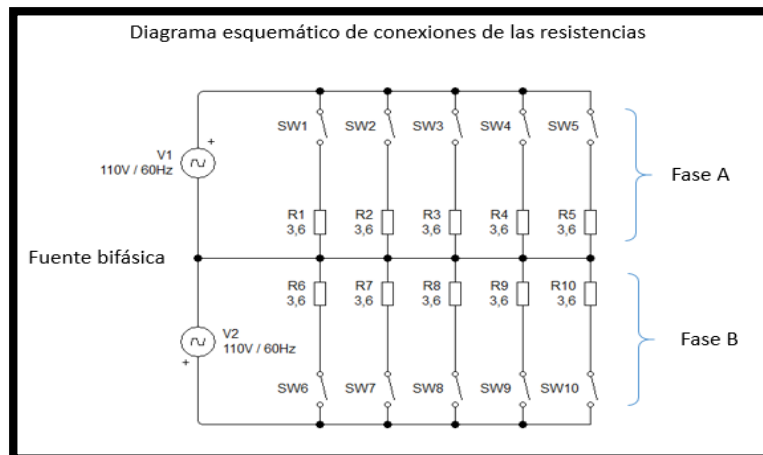 Diagrama esquemático de conexiones de las resistencias
SW1 SW2 SW3 SW4 SW5
+
V1
110V / 60Hz
Fase A
R1 R2 R3 R4 R5
3,6 3,6 3,6 3,6 3,6
Fuente bifásica
R6 R7 R8 R9 R10
3,6 3,6 3,6 3,6 3,6
V2
110V / 60Hz
+
Fase B
SW6 SW7 SW8 SW9 SW10